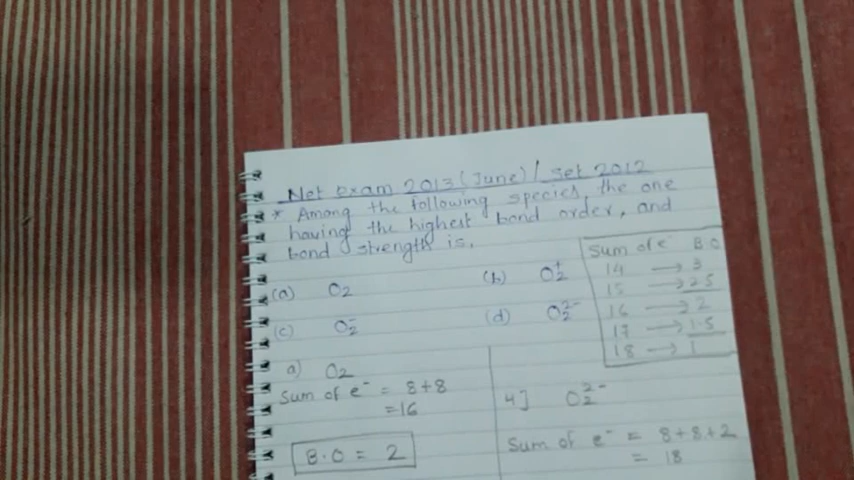 Net exam 2013 (June) / Set 2012
* Among the following species, the one
having the highest bond order, and
bond strength is,
(a) O₂ (b) O₂⁺
(c) O₂⁻ (d) O₂²⁻
Sum of e⁻ B.O
14 → 3
15 → 2.5
16 → 2
17 → 1.5
18 → 1
a) O₂
Sum of e⁻ = 8+8
=16
B.O = 2
4] O₂²⁻
Sum of e⁻ = 8+8+2
= 18